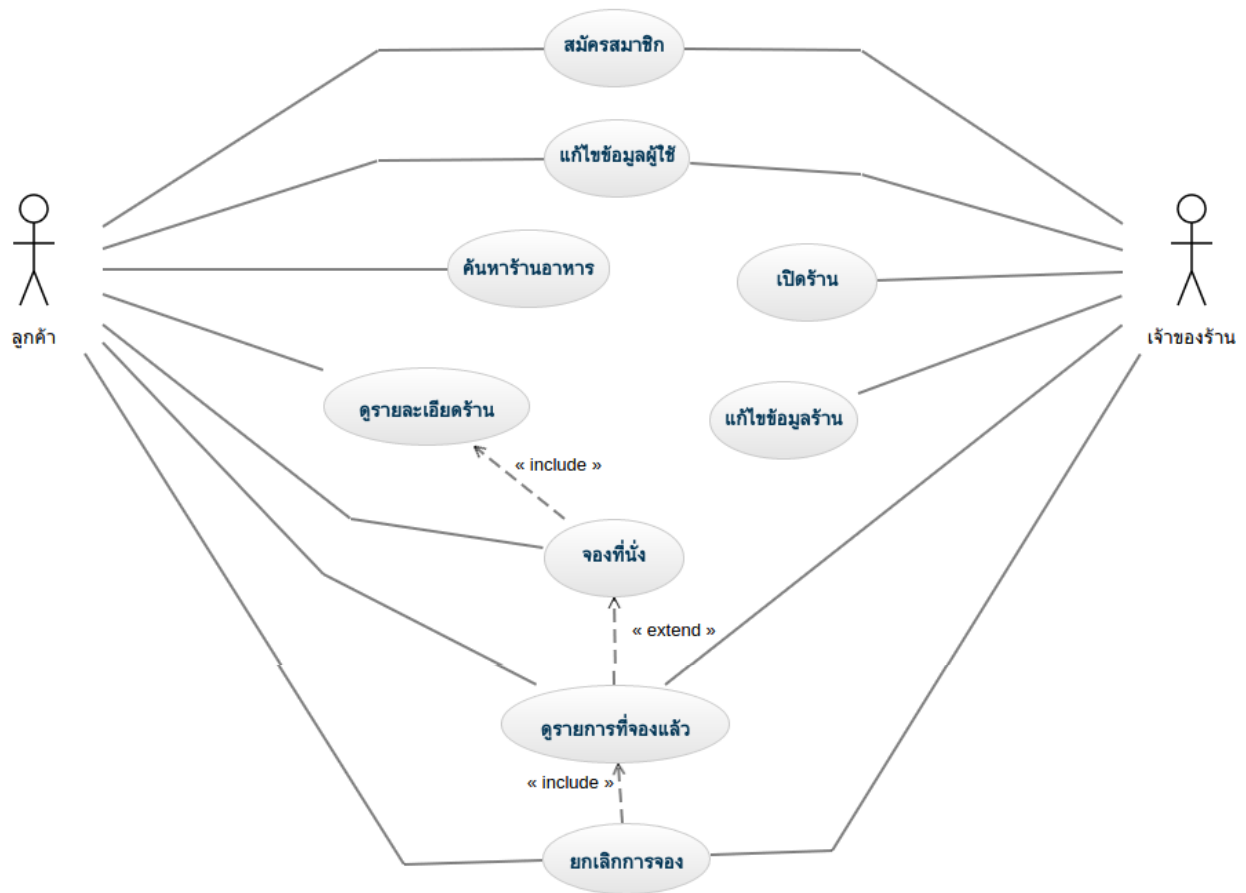 สมัครสมาชิก
แก้ไขข้อมูลผู้ใช้
ค้นหาร้านอาหาร
เปิดร้าน
ลูกค้า
เจ้าของร้าน
ดูรายละเอียดร้าน
แก้ไขข้อมูลร้าน
« include »
จองที่นั่ง
« extend »
ดูรายการที่จองแล้ว
« include »
ยกเลิกการจอง